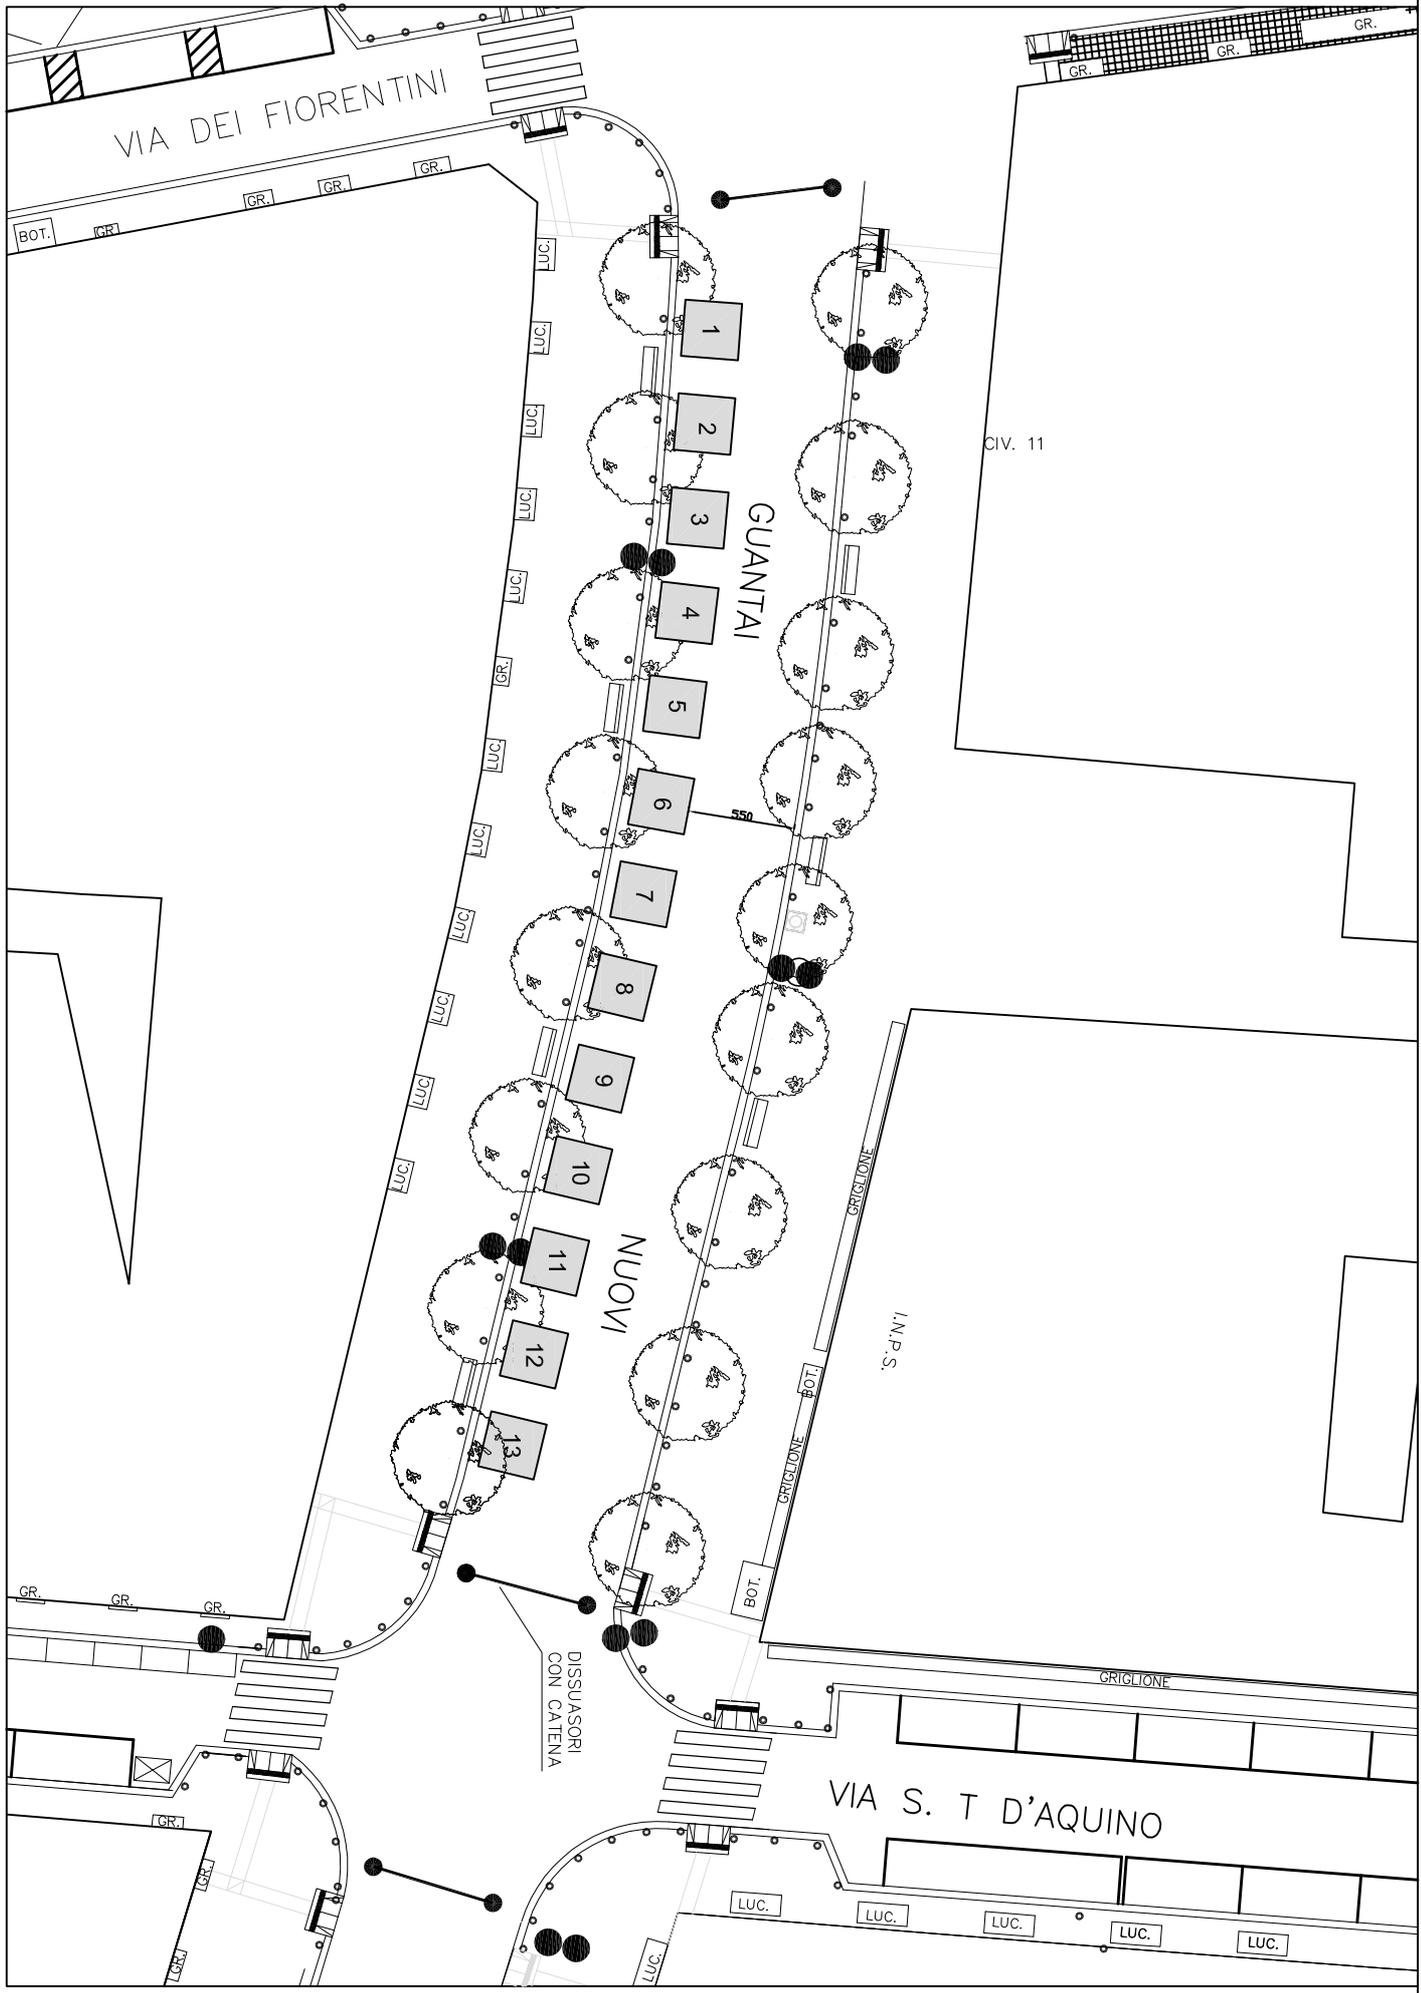 GR.
GR.
GR.
VIA DEI FIORENTINI
GR.
GR.
GR.
GR.
BOT.
LUC.
1
LUC.
2
LUC.
CIV. 11
3
LUC.
GUANTAI
4
LUC.
GR.
5
LUC.
6
550
LUC.
7
LUC.
8
LUC.
9
LUC.
10
LUC.
GRIGLIONE
11
NUOVI
12
I.N.P.S.
BOT.
13
GRIGLIONE
BOT.
GR.
GR.
GR.
DISSUASORI
CON CATENA
GRIGLIONE
VIA S. T D'AQUINO
GR.
GR.
GR.
LUC.
LUC.
LUC.
LUC.
LUC.
LUC.